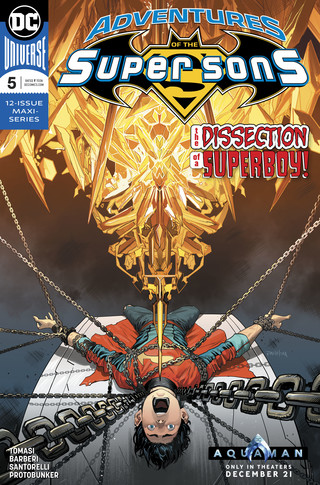 DC
UNIVERSE
ADVENTURES
OF THE
SUPER SONS
5
12-ISSUE
MAXI-
SERIES
THE DISSECTION
of a SUPERBOY!
TOMASI
BARBERI
SANTORELLI
PROTOBUNKER
AQUAMAN
ONLY IN THEATERS
DECEMBER 21